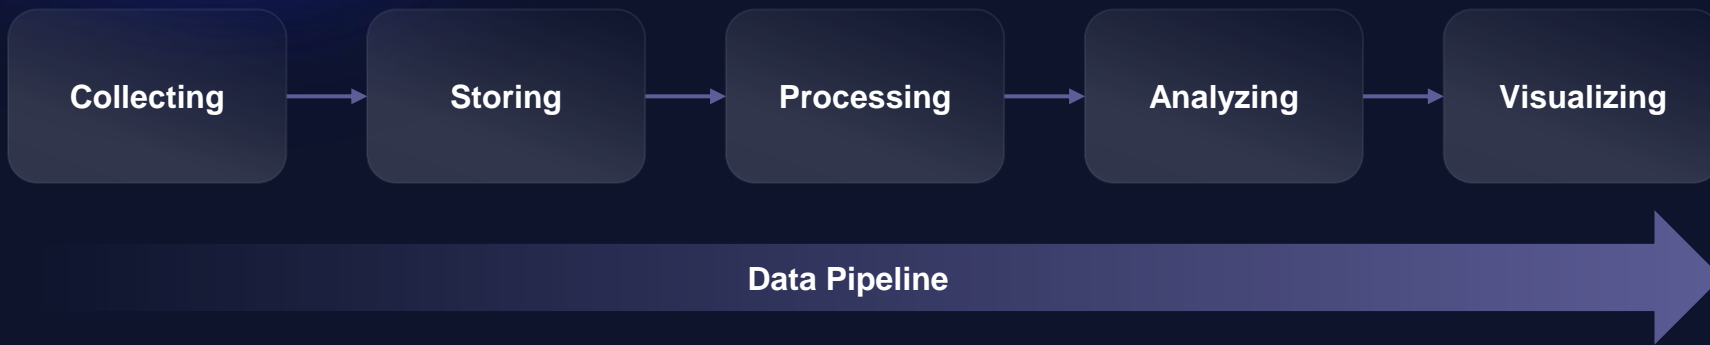 Collecting
Storing
Processing
Analyzing
Visualizing
Data Pipeline